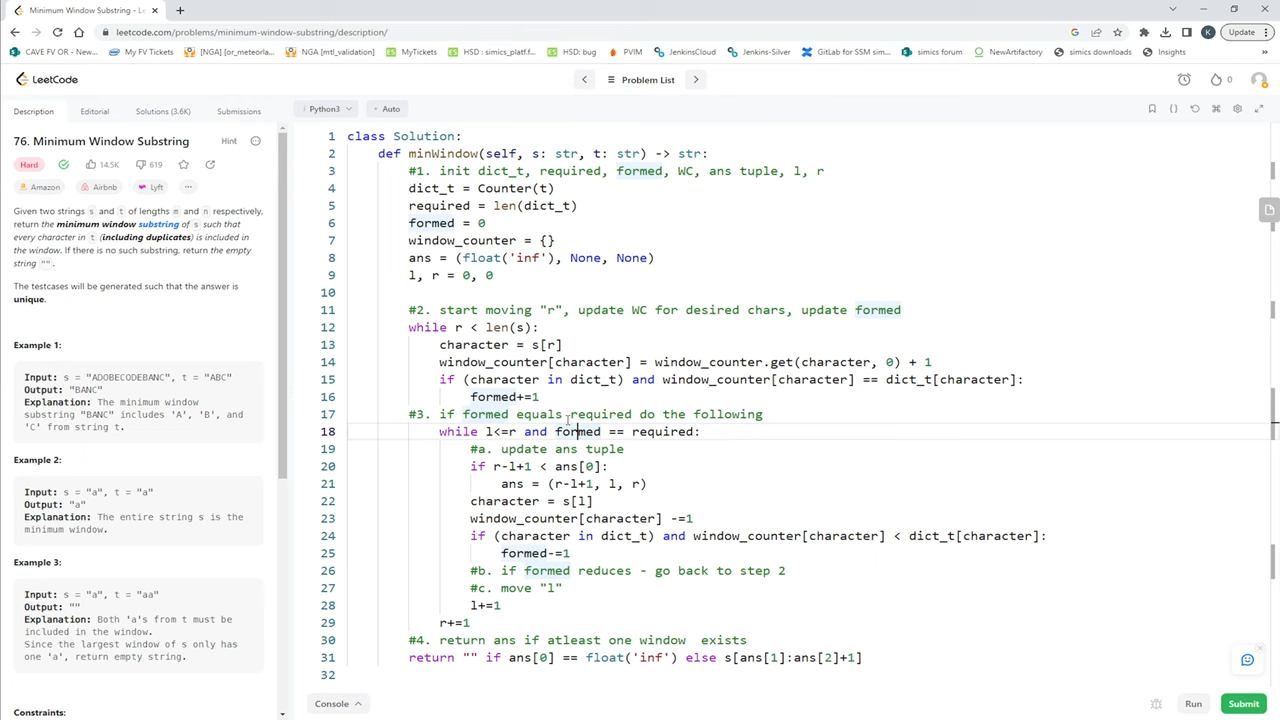 Minimum Window Substring - Le
leetcode.com/problems/minimum-window-substring/description/
Update
CAVE FV OR - New...
My FV Tickets
[NGA] [or_meteorla...
NGA [mtl_validation]
MyTickets
HSD : simics_platf...
HSD: bug
PVIM
JenkinsCloud
Jenkins-Silver
GitLab for SSM sim...
simics forum
NewArtifactory
simics downloads
Insights
LeetCode
Problem List
0
Description
Editorial
Solutions (3.6K)
Submissions
Python3
Auto
76. Minimum Window Substring
Hint
Hard
14.5K
619
Amazon
Airbnb
Lyft
Given two strings s and t of lengths m and n respectively,
return the minimum window substring of s such that
every character in t (including duplicates) is included in
the window. If there is no such substring, return the empty
string "".
The testcases will be generated such that the answer is
unique.
Example 1:
Input: s = "ADOBECODEBANC", t = "ABC"
Output: "BANC"
Explanation: The minimum window
substring "BANC" includes 'A', 'B', and
'C' from string t.
Example 2:
Input: s = "a", t = "a"
Output: "a"
Explanation: The entire string s is the
minimum window.
Example 3:
Input: s = "a", t = "aa"
Output: ""
Explanation: Both 'a's from t must be
included in the window.
Since the largest window of s only has
one 'a', return empty string.
Constraints:
1 class Solution:
2 def minWindow(self, s: str, t: str) -> str:
3 #1. init dict_t, required, formed, WC, ans tuple, l, r
4 dict_t = Counter(t)
5 required = len(dict_t)
6 formed = 0
7 window_counter = {}
8 ans = (float('inf'), None, None)
9 l, r = 0, 0
10
11 #2. start moving "r", update WC for desired chars, update formed
12 while r < len(s):
13 character = s[r]
14 window_counter[character] = window_counter.get(character, 0) + 1
15 if (character in dict_t) and window_counter[character] == dict_t[character]:
16 formed+=1
17 #3. if formed equals required do the following
18 while l<=r and formed == required:
19 #a. update ans tuple
20 if r-l+1 < ans[0]:
21 ans = (r-l+1, l, r)
22 character = s[l]
23 window_counter[character] -=1
24 if (character in dict_t) and window_counter[character] < dict_t[character]:
25 formed-=1
26 #b. if formed reduces - go back to step 2
27 #c. move "l"
28 l+=1
29 r+=1
30 #4. return ans if atleast one window  exists
31 return "" if ans[0] == float('inf') else s[ans[1]:ans[2]+1]
32
Console
Run
Submit